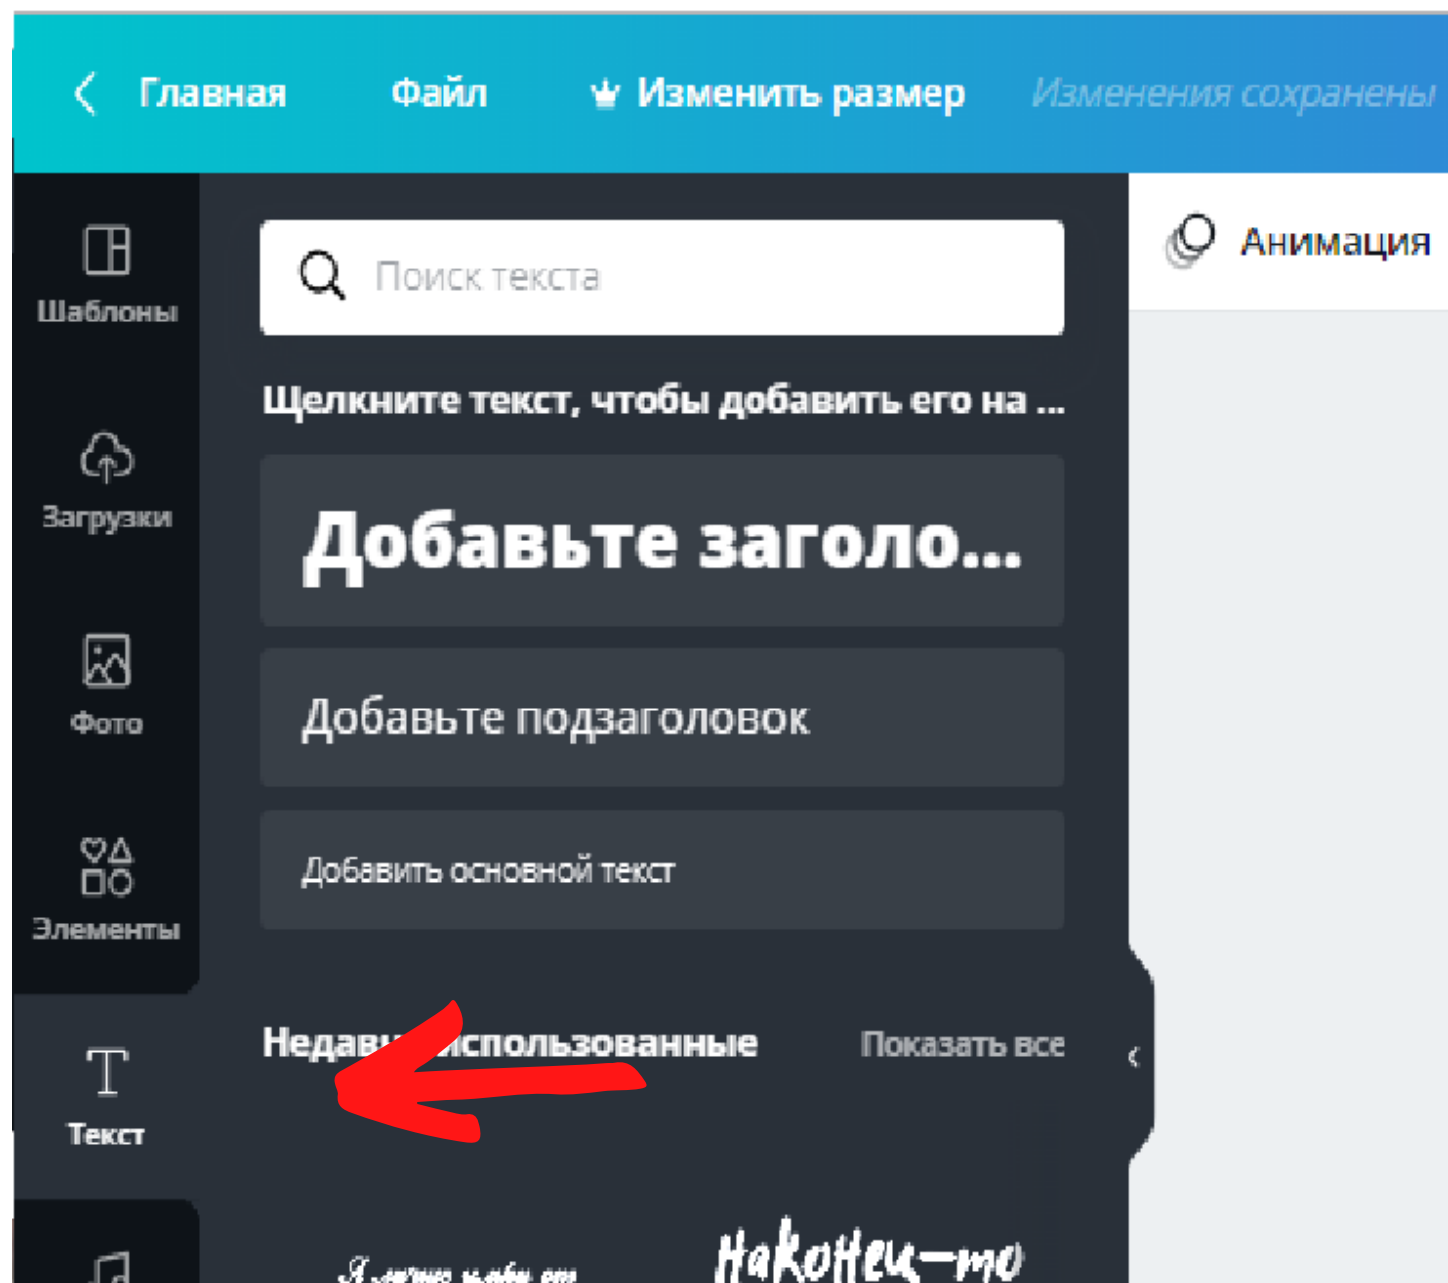 Главная Файл Изменить размер Изменения сохранены
Шаблоны
Загрузки
Фото
Элементы
Текст
Поиск текста
Щелкните текст, чтобы добавить его на ...
Добавьте заголо...
Добавьте подзаголовок
Добавить основной текст
использованные Показать все
Наконец-то
Анимация